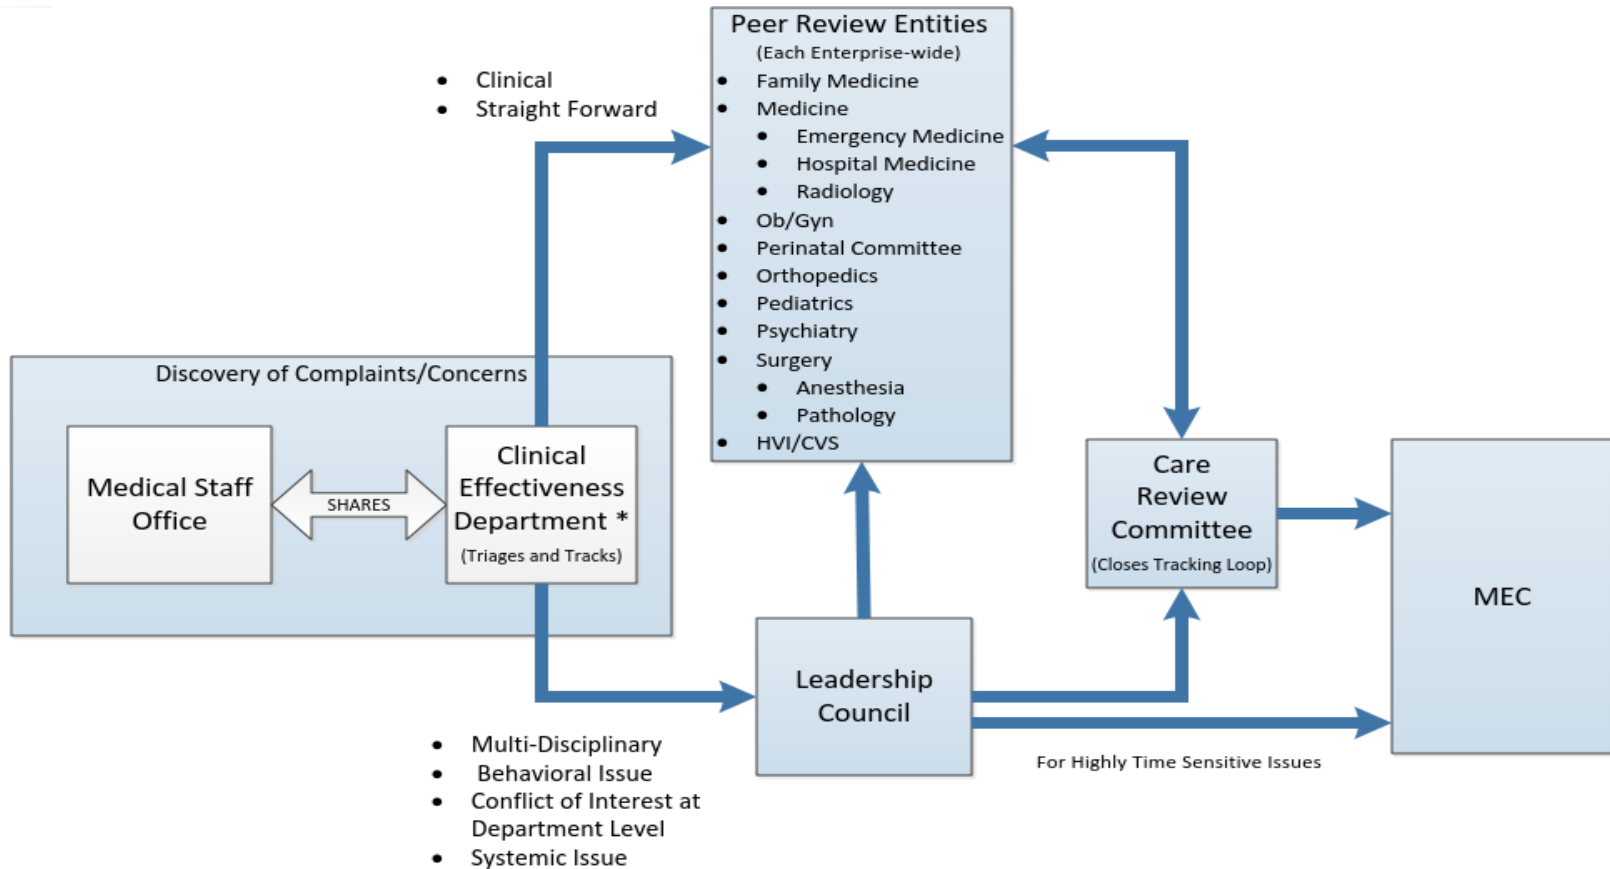 Peer Review Entities
(Each Enterprise-wide)
• Family Medicine
• Medicine
• Emergency Medicine
• Hospital Medicine
• Radiology
• Ob/Gyn
• Perinatal Committee
• Orthopedics
• Pediatrics
• Psychiatry
• Surgery
• Anesthesia
• Pathology
• HVI/CVS
• Clinical
• Straight Forward
Discovery of Complaints/Concerns
Medical Staff
Office
SHARES
Clinical
Effectiveness
Department *
(Triages and Tracks)
Care
Review
Committee
(Closes Tracking Loop)
MEC
Leadership
Council
For Highly Time Sensitive Issues
• Multi-Disciplinary
• Behavioral Issue
• Conflict of Interest at
Department Level
• Systemic Issue